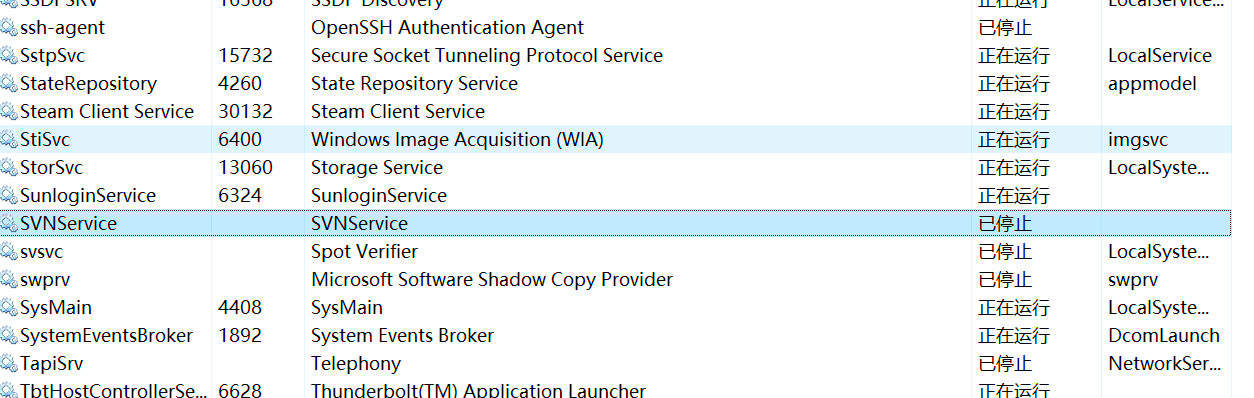 SSDPSRV 16568 SSDP Discovery 正在运行 LocalService...
ssh-agent OpenSSH Authentication Agent 已停止
SstpSvc 15732 Secure Socket Tunneling Protocol Service 正在运行 LocalService
StateRepository 4260 State Repository Service 正在运行 appmodel
Steam Client Service 30132 Steam Client Service 正在运行
StiSvc 6400 Windows Image Acquisition (WIA) 正在运行 imgsvc
StorSvc 13060 Storage Service 正在运行 LocalSyste...
SunloginService 6324 SunloginService 正在运行
SVNService SVNService 已停止
svsvc Spot Verifier 已停止 LocalSyste...
swprv Microsoft Software Shadow Copy Provider 已停止 swprv
SysMain 4408 SysMain 正在运行 LocalSyste...
SystemEventsBroker 1892 System Events Broker 正在运行 DcomLaunch
TapiSrv Telephony 已停止 NetworkSer...
TbtHostControllerSe... 6628 Thunderbolt(TM) Application Launcher 正在运行